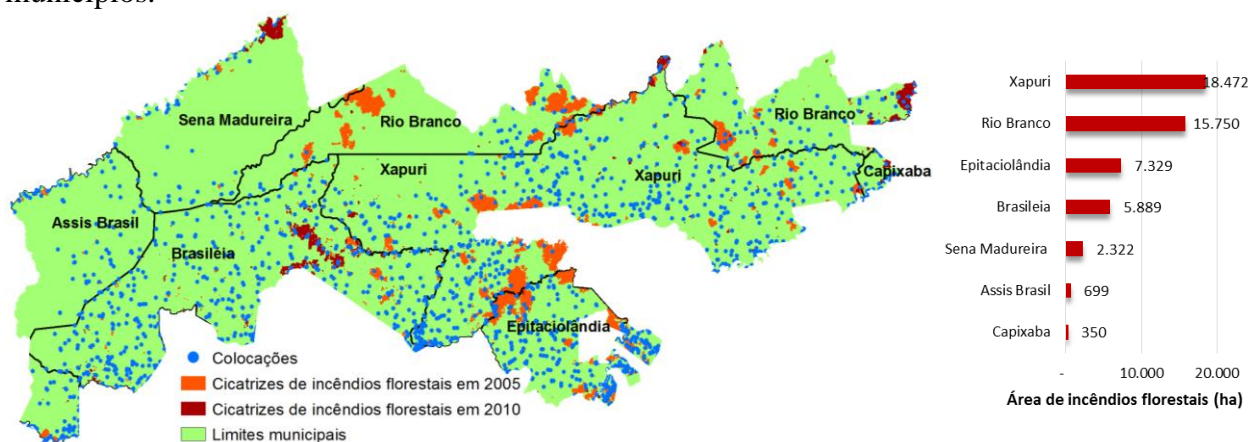 municípios.
Sena Madureira
Rio Branco
Rio Branco
Xapuri
Xapuri
Capixaba
Assis Brasil
Brasiléia
Epitaciolândia
Colocações
Cicatrizes de incêndios florestais em 2005
Cicatrizes de incêndios florestais em 2010
Limites municipais
Xapuri 18.472
Rio Branco 15.750
Epitaciolândia 7.329
Brasileia 5.889
Sena Madureira 2.322
Assis Brasil 699
Capixaba 350
- 10.000 20.000
Área de incêndios florestais (ha)